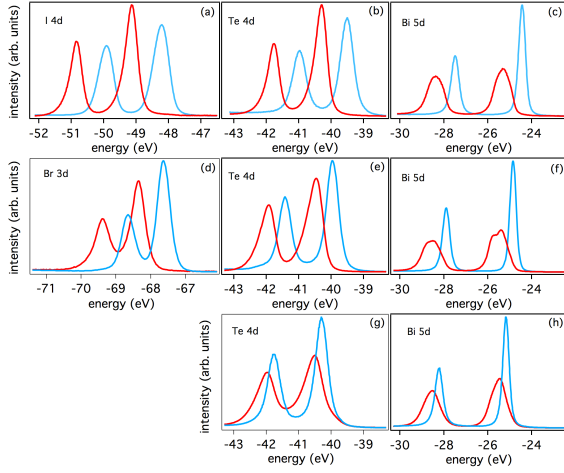 I 4d
(a)
Te 4d
(b)
Bi 5d
(c)
intensity (arb. units)
-52 -51 -50 -49 -48 -47
-43 -42 -41 -40 -39
-30 -28 -26 -24
energy (eV)
energy (eV)
energy (eV)
Br 3d
(d)
Te 4d
(e)
Bi 5d
(f)
intensity (arb. units)
-71 -70 -69 -68 -67
-43 -42 -41 -40 -39
-30 -28 -26 -24
energy (eV)
energy (eV)
energy (eV)
Te 4d
(g)
Bi 5d
(h)
intensity (arb. units)
-43 -42 -41 -40 -39
-30 -28 -26 -24
energy (eV)
energy (eV)